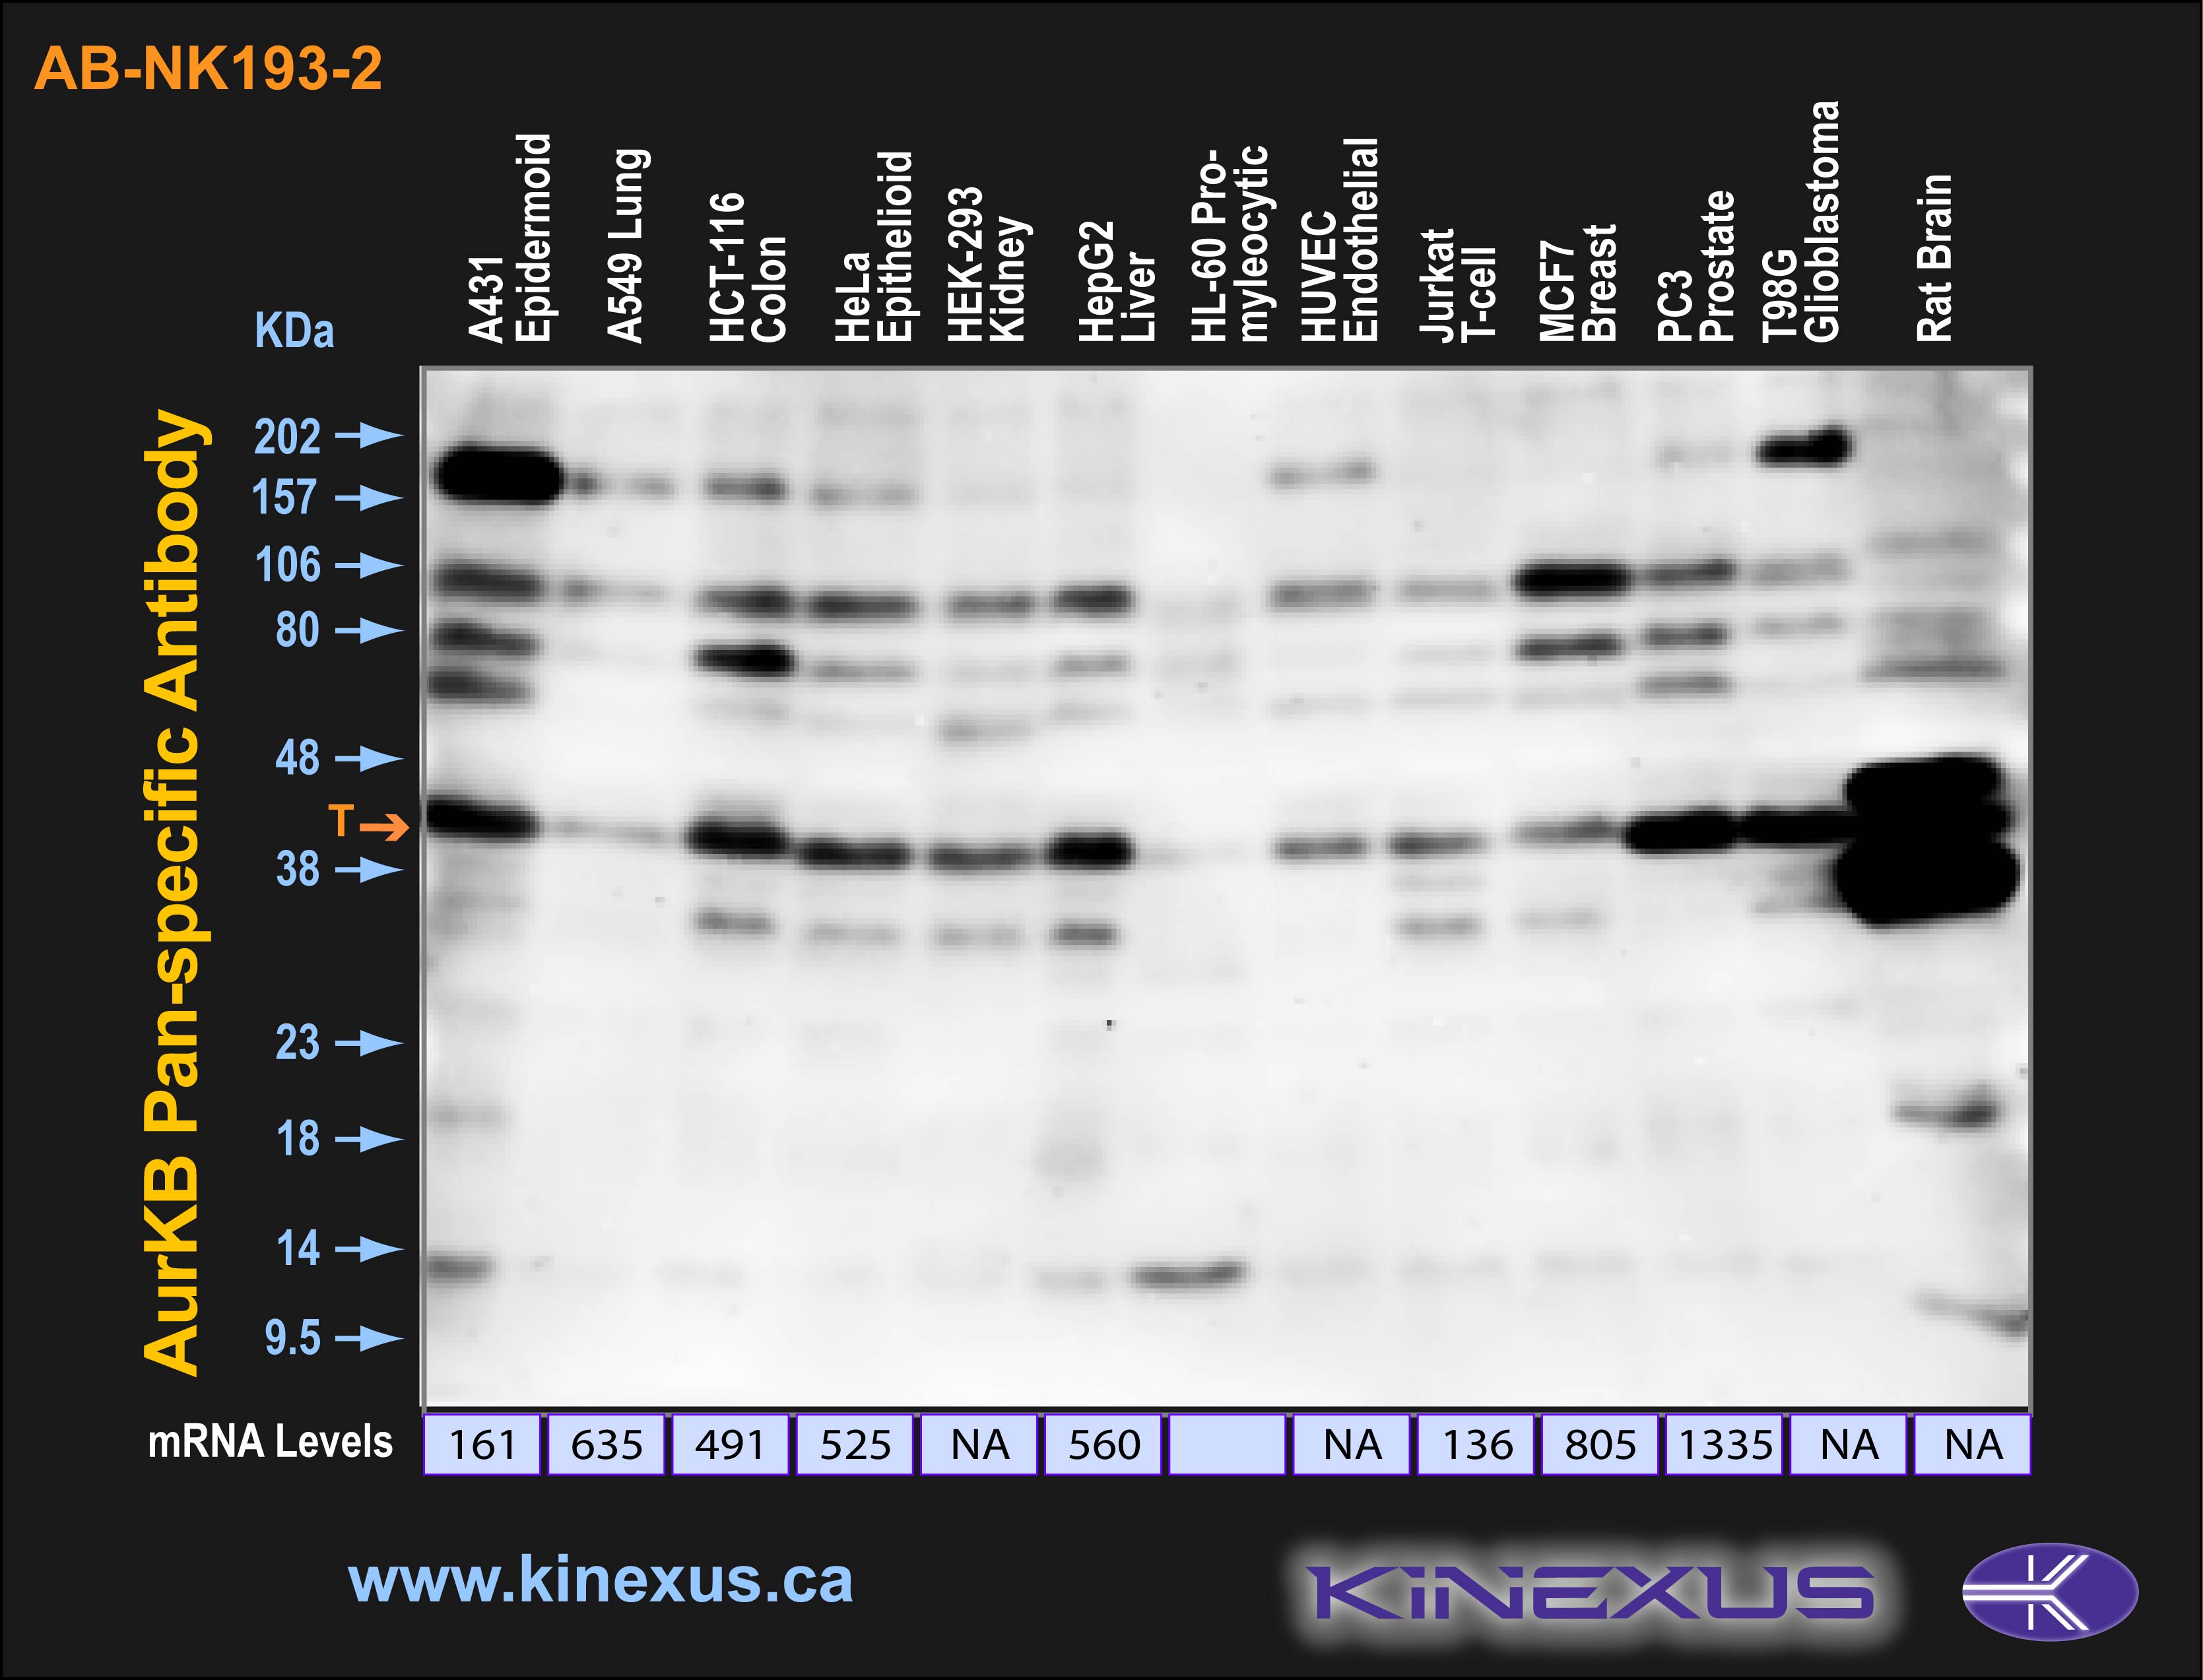 AB-NK193-2
A431
Epidermoid
A549 Lung
HCT-116
Colon
HeLa
Epithelioid
HEK-293
Kidney
HepG2
Liver
HL-60 Pro-
myleocytic
HUVEC
Endothelial
Jurkat
T-cell
MCF7
Breast
PC3
Prostate
T98G
Glioblastoma
Rat Brain
KDa
AurKB Pan-specific Antibody
202
157
106
80
48
T
38
23
18
14
9.5
mRNA Levels 161 635 491 525 NA 560 NA 136 805 1335 NA NA
www.kinexus.ca
KiNEXUS
K